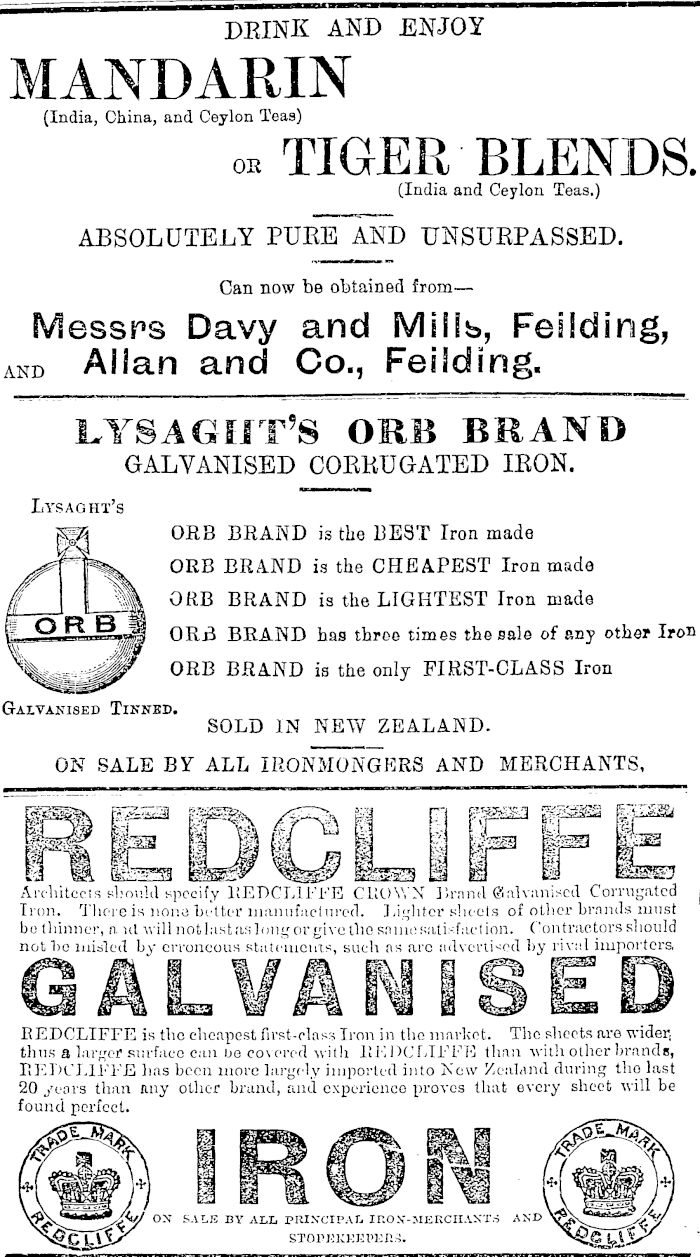 DRINK AND ENJOY
MANDARIN
(India, China, and Ceylon Teas)
OR TIGER BLENDS.
(India and Ceylon Teas.)
ABSOLUTELY PURE AND UNSURPASSED.
Can now be obtained from—
Messrs Davy and Mills, Feilding,
AND Allan and Co., Feilding.
LYSAGHT'S ORB BRAND
GALVANISED CORRUGATED IRON.
LYSAGHT'S
ORB
GALVANISED TINNED.
ORB BRAND is the BEST Iron made
ORB BRAND is the CHEAPEST Iron made
ORB BRAND is the LIGHTEST Iron made
ORB BRAND has three times the sale of any other Iron
ORB BRAND is the only FIRST-CLASS Iron
SOLD IN NEW ZEALAND.
ON SALE BY ALL IRONMONGERS AND MERCHANTS,
REDCLIFFE
Architects should specify REDCLIFFE CROWN Brand Galvanised Corrugated
Iron. There is none better manufactured. Lighter sheets of other brands must
be thinner, and will not last as long or give the same satisfaction. Contractors should
not be misled by erroneous statements, such as are advertised by rival importers.
GALVANISED
REDCLIFFE is the cheapest first-class Iron in the market. The sheets are wider,
thus a larger surface can be covered with REDCLIFFE than with other brands,
REDCLIFFE has been more largely imported into New Zealand during the last
20 years than any other brand, and experience proves that every sheet will be
found perfect.
TRADE MARK
REDCLIFFE
IRON
TRADE MARK
REDCLIFFE
ON SALE BY ALL PRINCIPAL IRON-MERCHANTS AND
STOREKEEPERS.